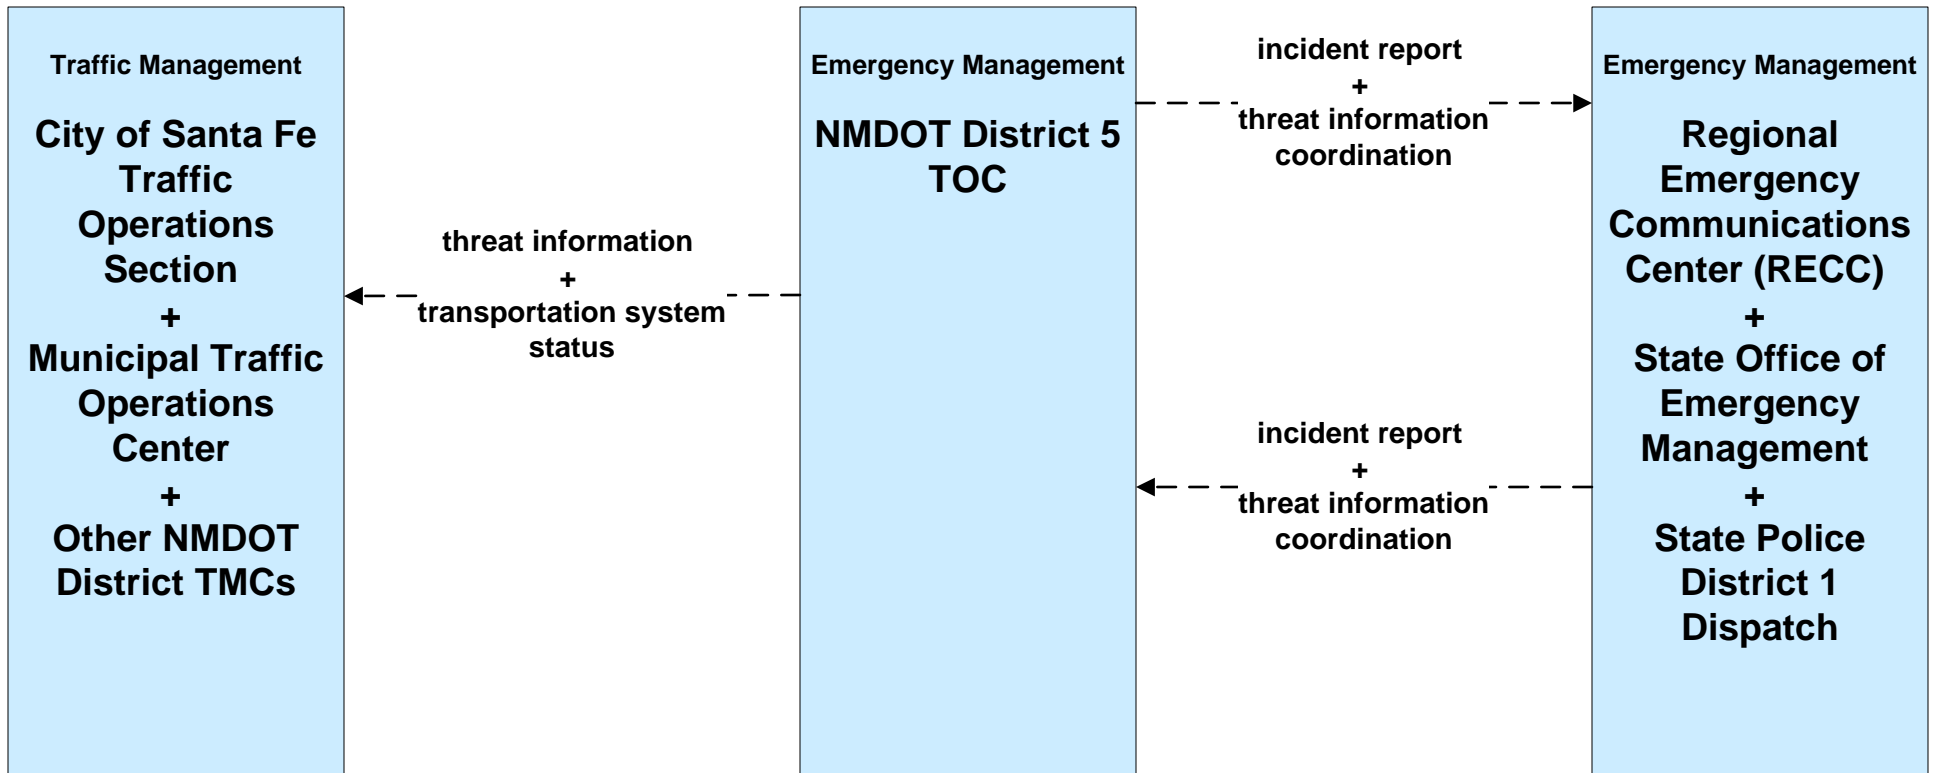 Traffic Management
City of Santa Fe
Traffic
Operations
Section
+
Municipal Traffic
Operations
Center
+
Other NMDOT
District TMCs
threat information
+
transportation system
status
Emergency Management
NMDOT District 5
TOC
incident report
+
threat information
coordination
incident report
+
threat information
coordination
Emergency Management
Regional
Emergency
Communications
Center (RECC)
+
State Office of
Emergency
Management
+
State Police
District 1
Dispatch